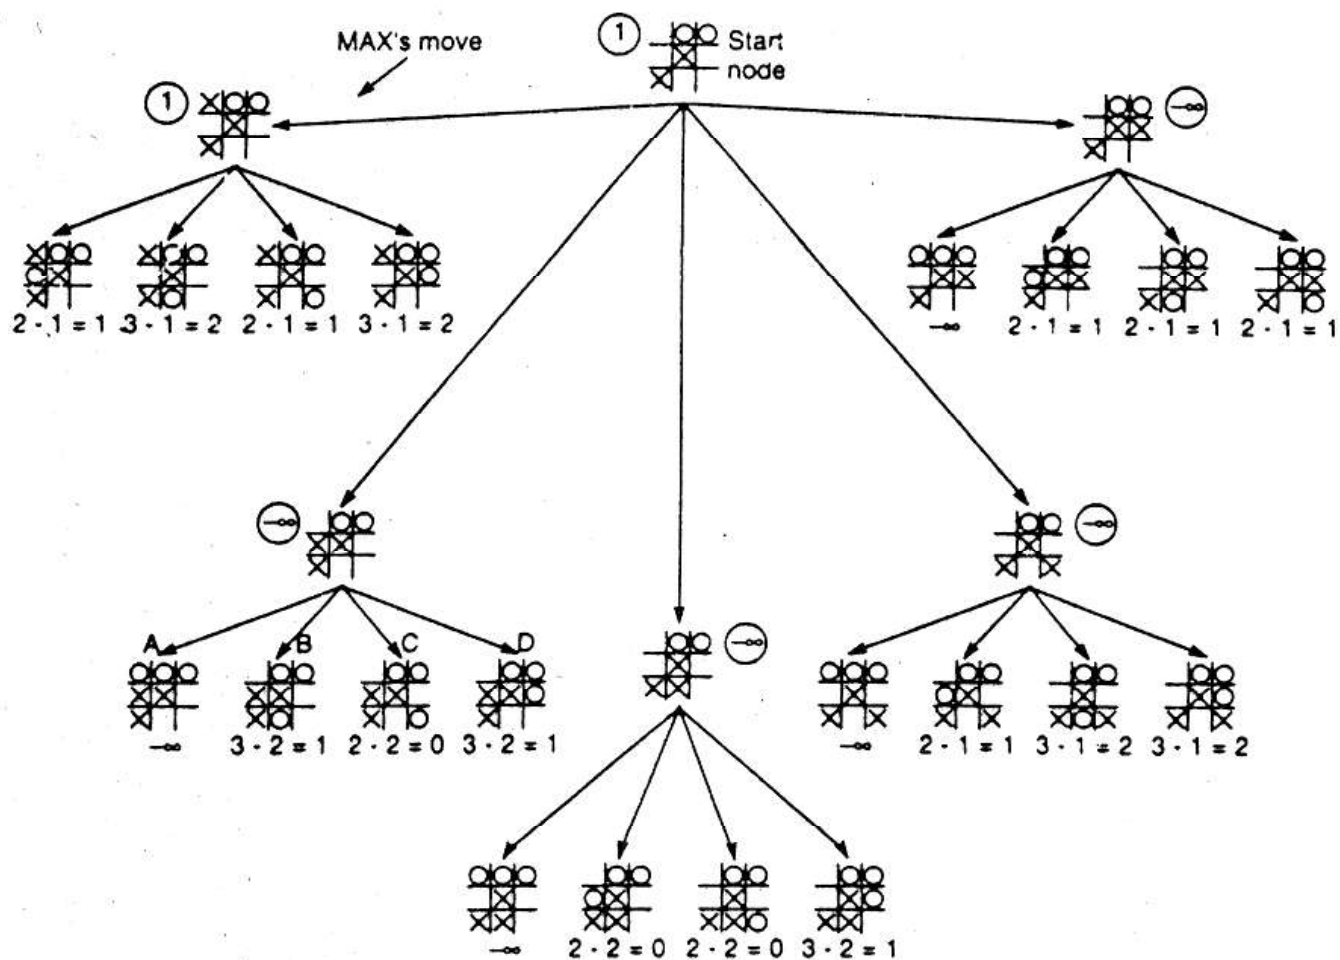 MAX's move
1
Start
node
1
-∞
2 - 1 = 1
3 - 1 = 2
2 - 1 = 1
3 - 1 = 2
-∞
2 - 1 = 1
2 - 1 = 1
2 - 1 = 1
-∞
-∞
A
B
C
D
-∞
-∞
3 - 2 = 1
2 - 2 = 0
3 - 2 = 1
-∞
2 - 1 = 1
3 - 1 = 2
3 - 1 = 2
-∞
2 - 2 = 0
2 - 2 = 0
3 - 2 = 1